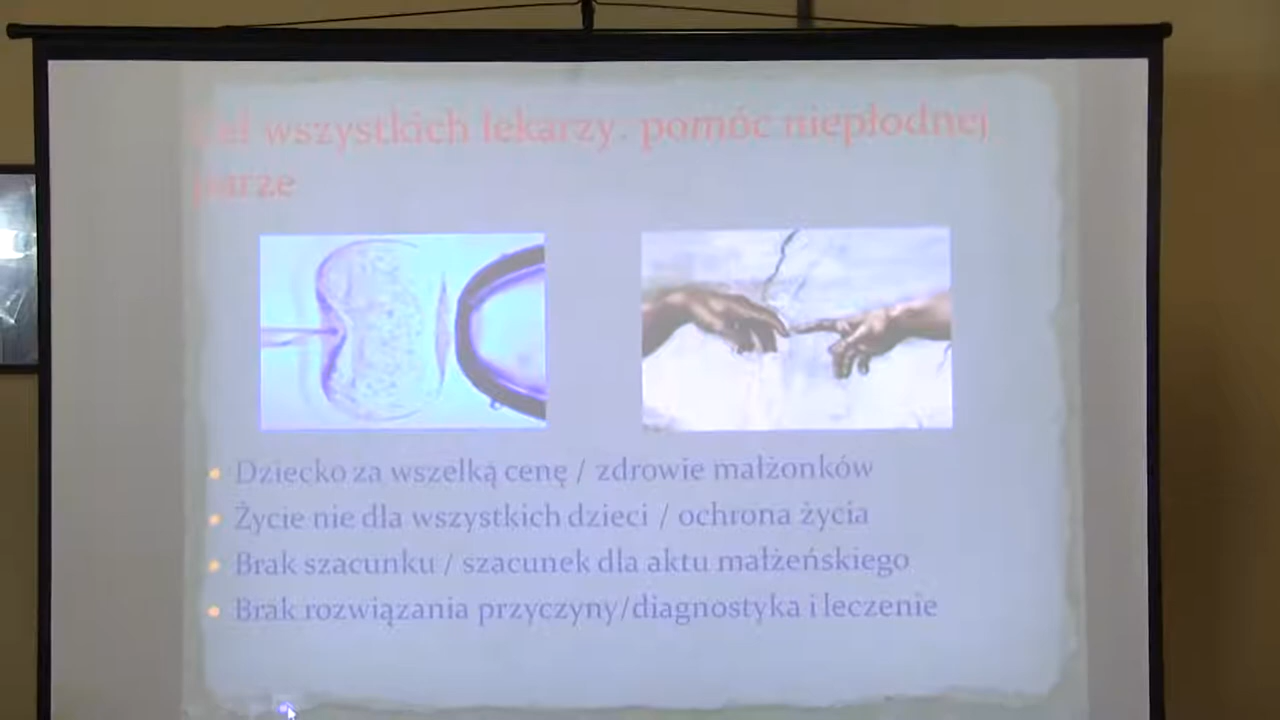 Cel wszystkich lekarzy: pomóc niepłodnej
parze
Dziecko za wszelką cenę / zdrowie małżonków
Życie nie dla wszystkich dzieci / ochrona życia
Brak szacunku / szacunek dla aktu małżeńskiego
Brak rozwiązania przyczyny/diagnostyka i leczenie